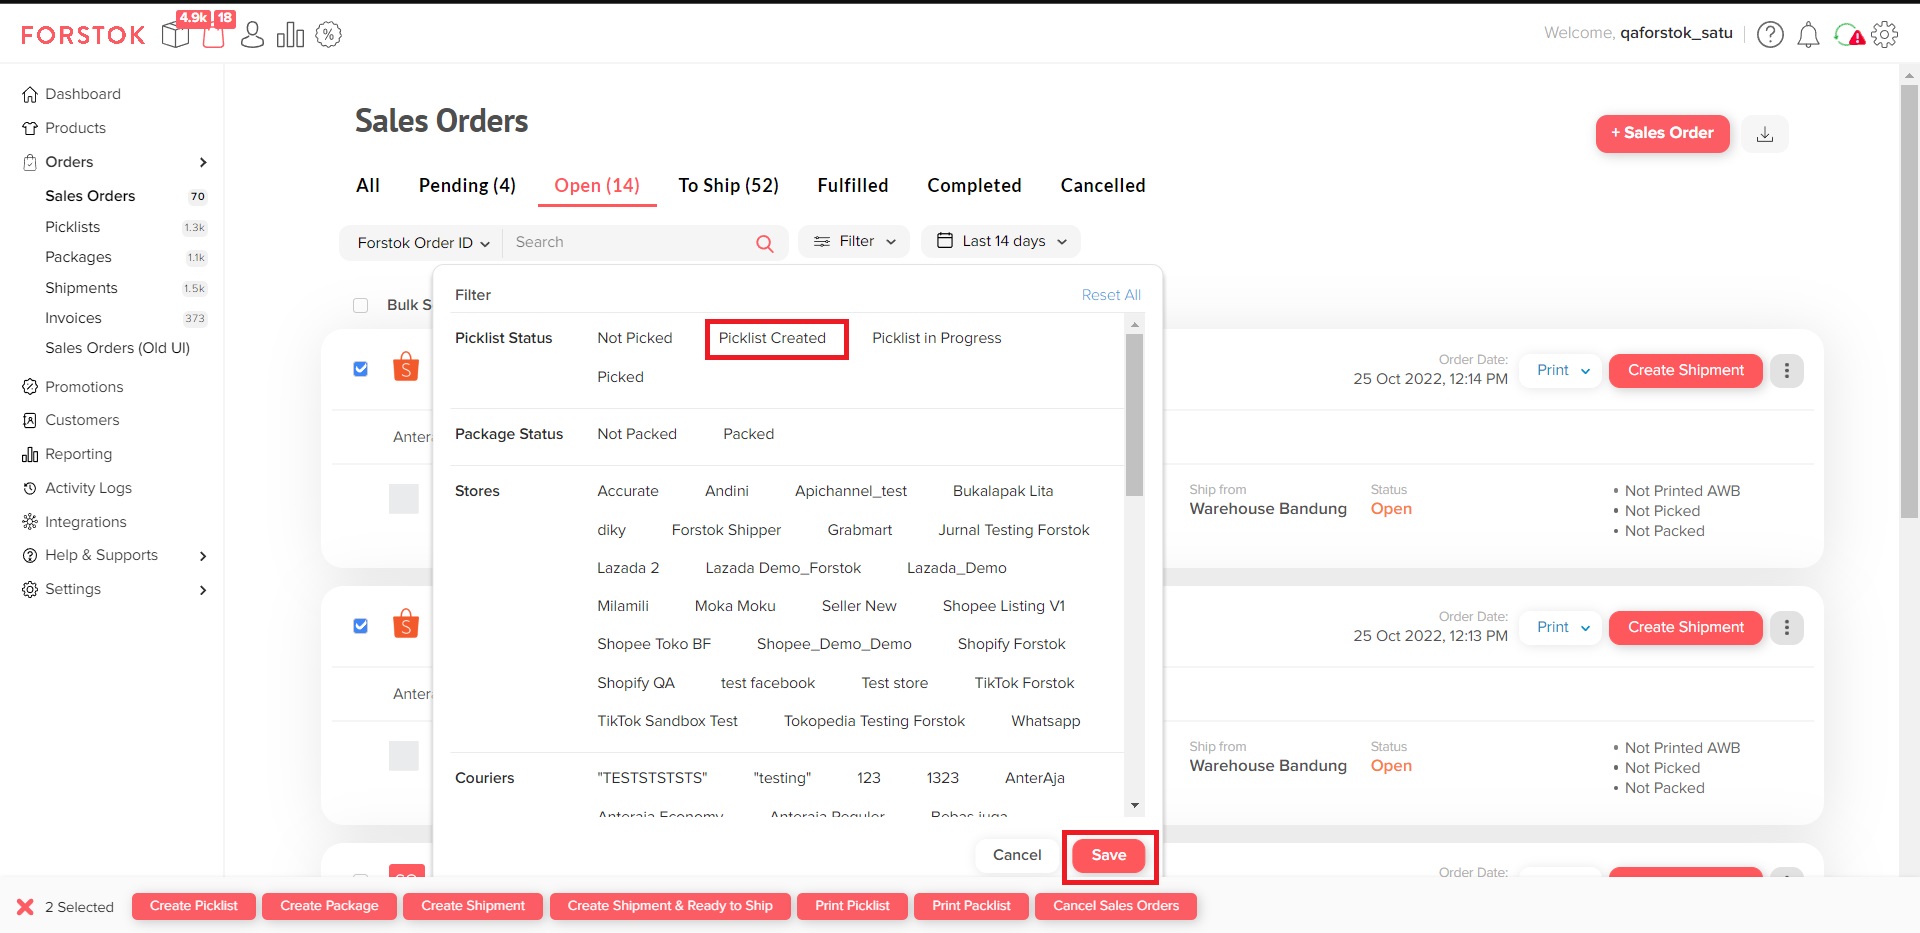 FORSTOK
4.9k
18
Welcome, qaforstok_satu
Dashboard
Products
Orders
Sales Orders 70
Picklists 1.3k
Packages 1.1k
Shipments 1.5k
Invoices 373
Sales Orders (Old UI)
Promotions
Customers
Reporting
Activity Logs
Integrations
Help & Supports
Settings
Sales Orders
+ Sales Order
All Pending (4) Open (14) To Ship (52) Fulfilled Completed Cancelled
Forstok Order ID Search Filter Last 14 days
Bulk S
Filter Reset All
Picklist Status Not Picked Picklist Created Picklist in Progress
Picked
Package Status Not Packed Packed
Stores Accurate Andini Apichannel_test Bukalapak Lita
diky Forstok Shipper Grabmart Jurnal Testing Forstok
Lazada 2 Lazada Demo_Forstok Lazada_Demo
Milamili Moka Moku Seller New Shopee Listing V1
Shopee Toko BF Shopee_Demo_Demo Shopify Forstok
Shopify QA test facebook Test store TikTok Forstok
TikTok Sandbox Test Tokopedia Testing Forstok Whatsapp
Couriers "TESTSTSTSTS" "testing" 123 1323 AnterAja
Anteraja Economy Anteraja Reguler Bebas juga
Cancel Save
Order Date:
25 Oct 2022, 12:14 PM Print Create Shipment
Anter
Ship from Status
Warehouse Bandung Open
• Not Printed AWB
• Not Picked
• Not Packed
Order Date:
25 Oct 2022, 12:13 PM Print Create Shipment
Anter
Ship from Status
Warehouse Bandung Open
• Not Printed AWB
• Not Picked
• Not Packed
Order Date:
2 Selected Create Picklist Create Package Create Shipment Create Shipment & Ready to Ship Print Picklist Print Packlist Cancel Sales Orders